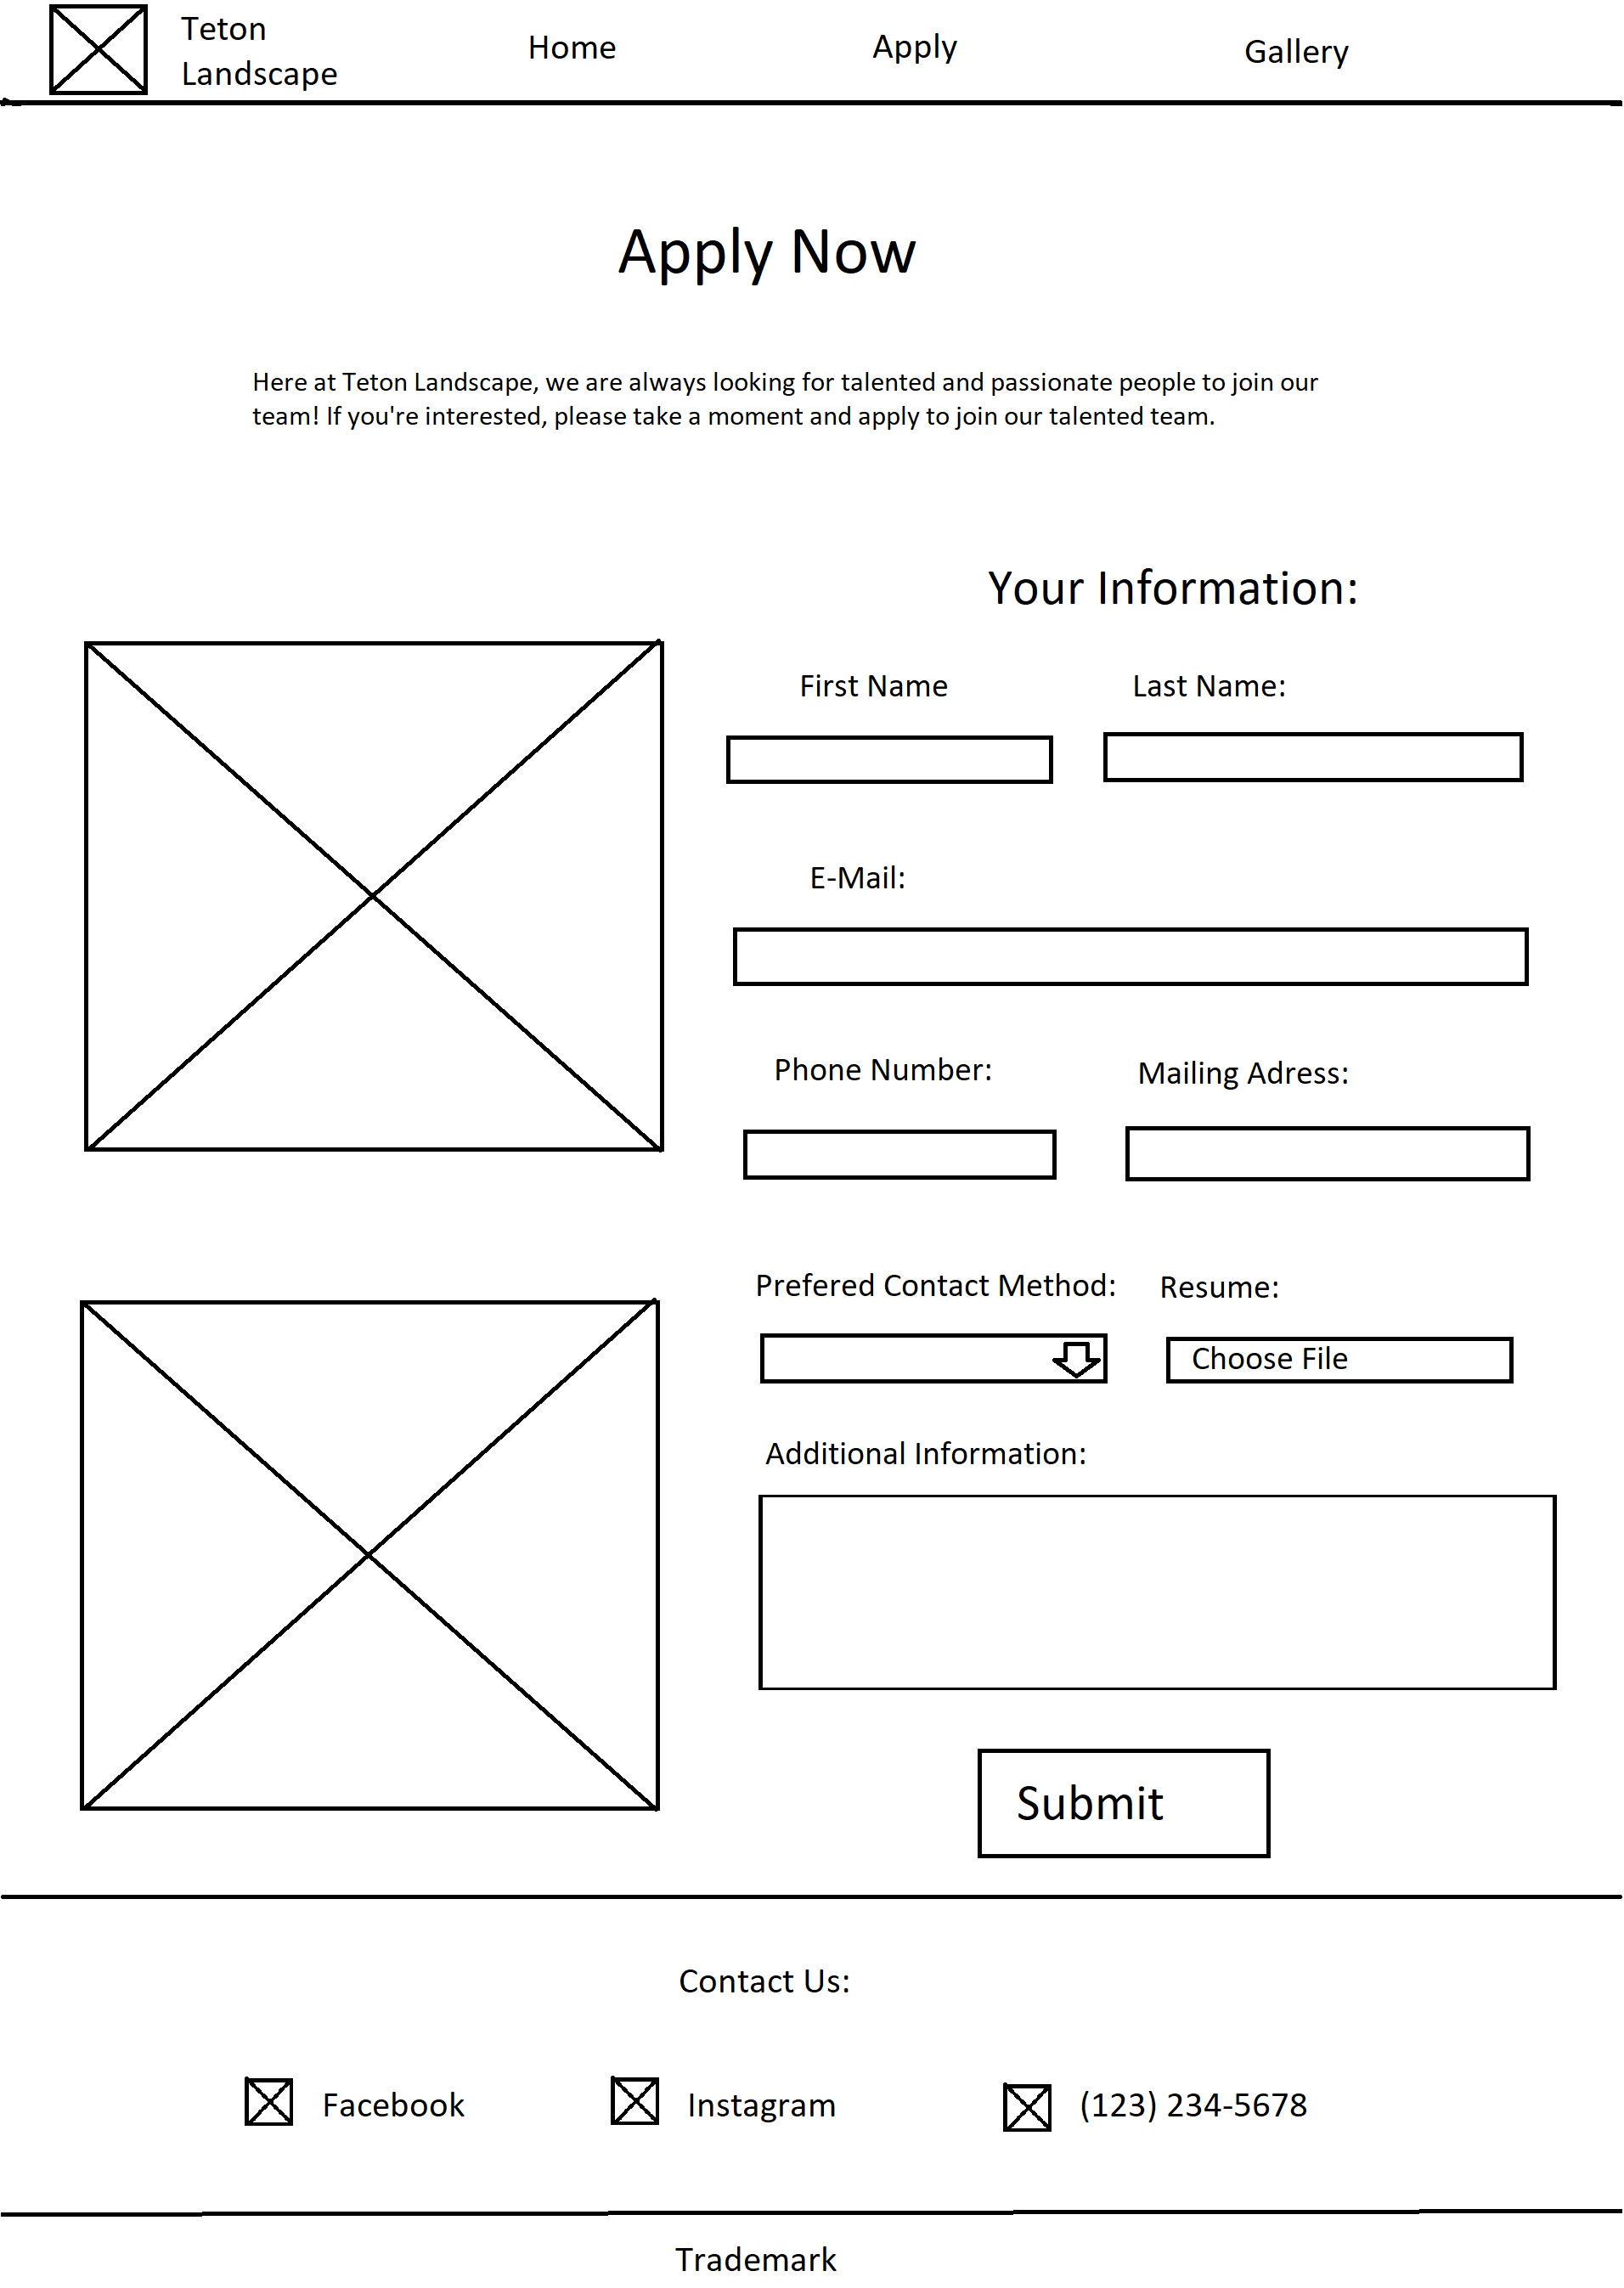 Teton
Landscape
Home
Apply
Gallery
Apply Now
Here at Teton Landscape, we are always looking for talented and passionate people to join our
team! If you're interested, please take a moment and apply to join our talented team.
Your Information:
First Name
Last Name:
E-Mail:
Phone Number:
Mailing Adress:
Prefered Contact Method:
Resume:
Choose File
Additional Information:
Submit
Contact Us:
Facebook
Instagram
(123) 234-5678
Trademark